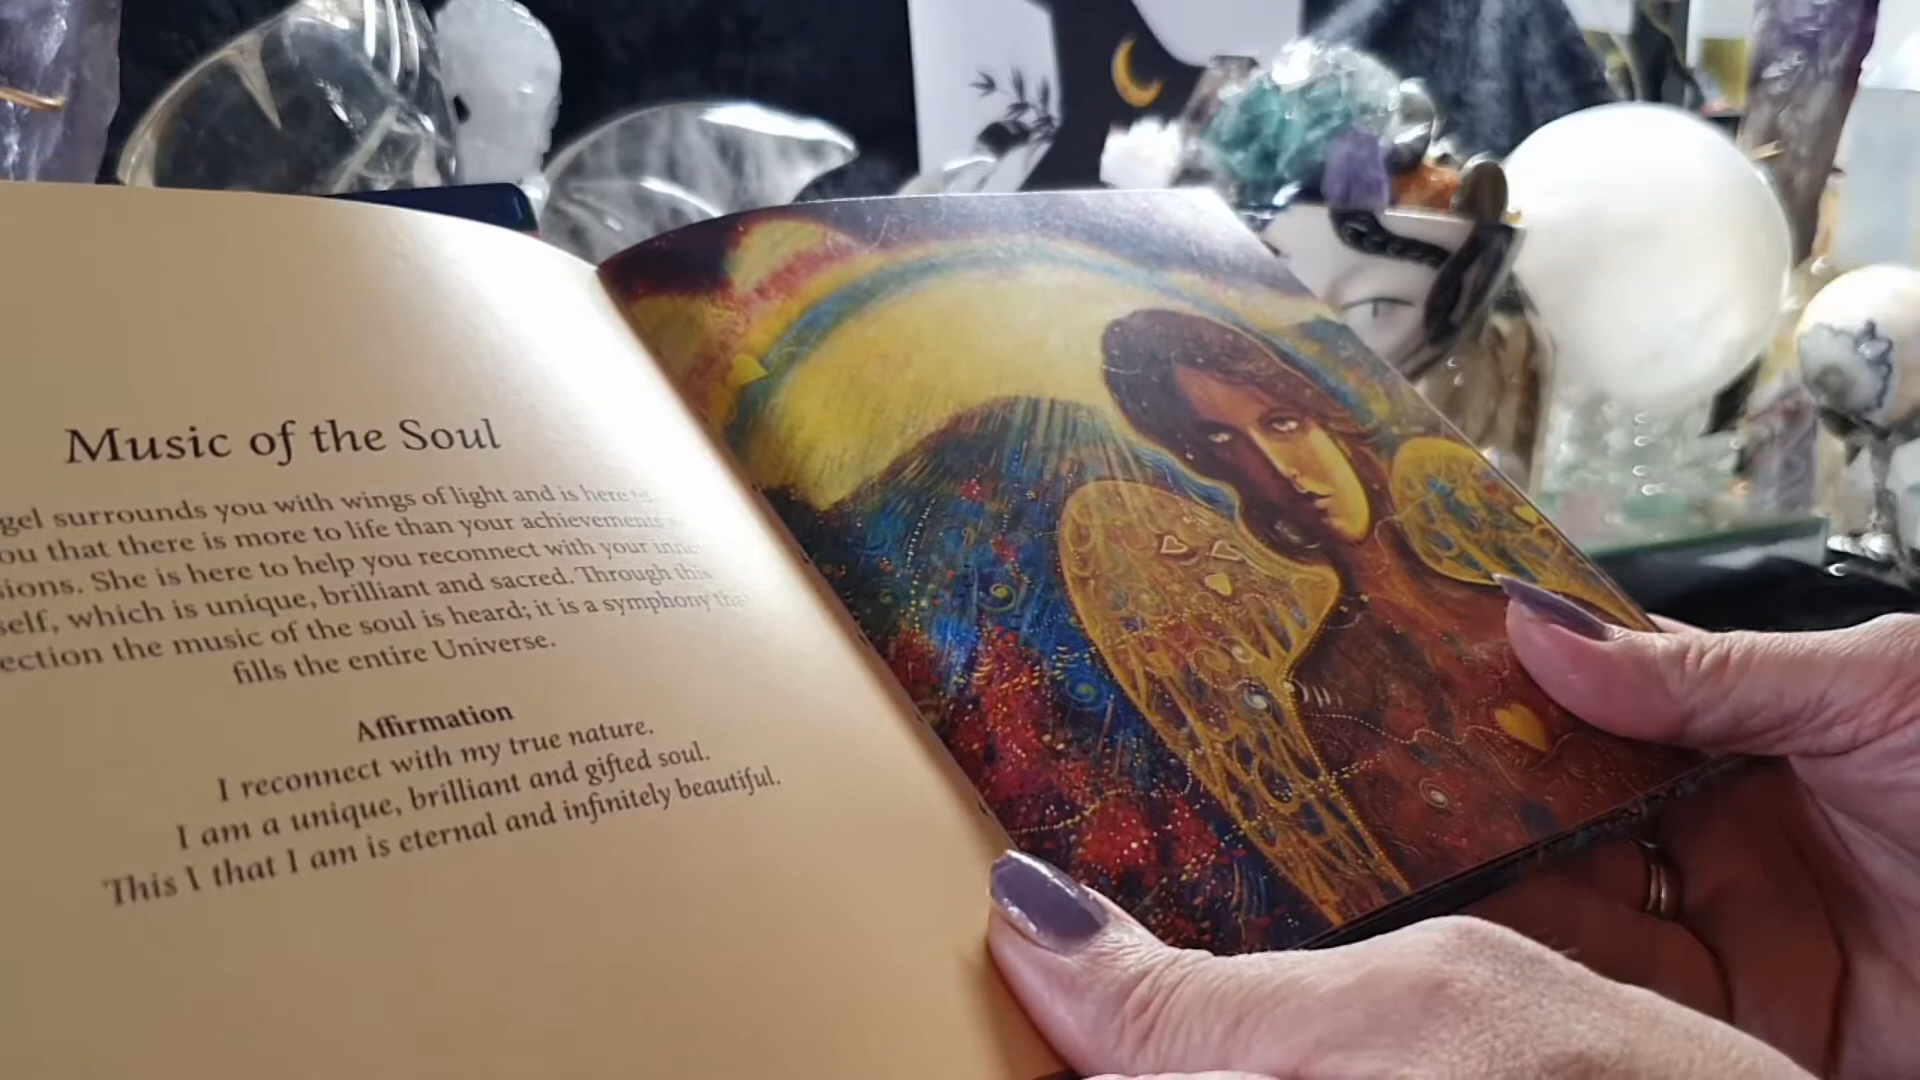 Music of the Soul
gel surrounds you with wings of light and is here to
ou that there is more to life than your achievements
sions. She is here to help you reconnect with your inne
self, which is unique, brilliant and sacred. Through this
ection the music of the soul is heard; it is a symphony that
fills the entire Universe.
Affirmation
I reconnect with my true nature.
I am a unique, brilliant and gifted soul.
This I that I am is eternal and infinitely beautiful.